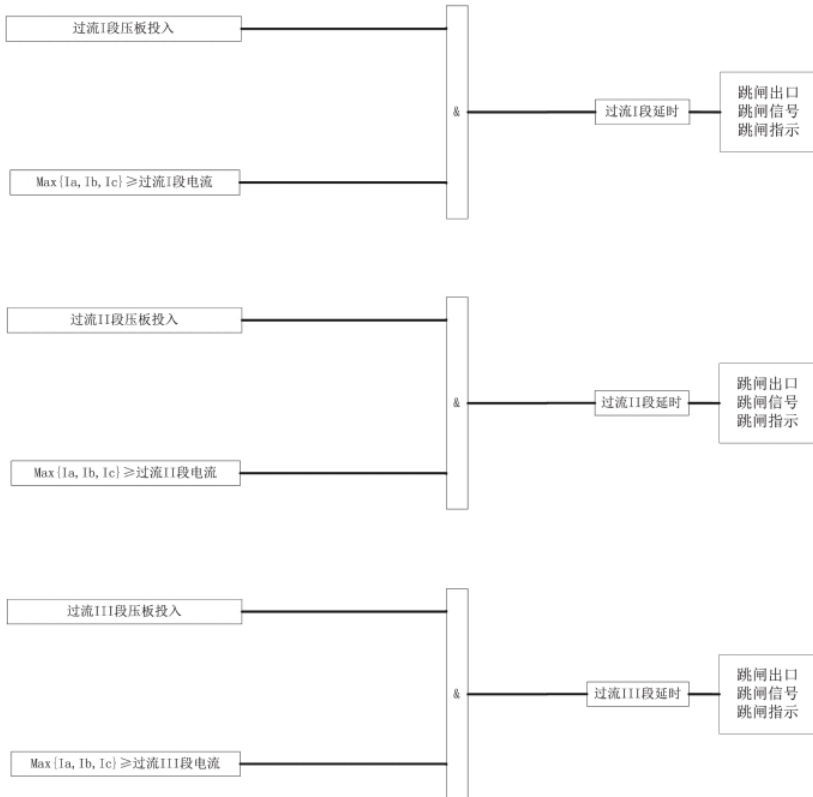 过流I段压板投入
&
过流I段延时
跳闸出口
跳闸信号
跳闸指示
Max{Ia,Ib,Ic}≥过流I段电流
过流II段压板投入
&
过流II段延时
跳闸出口
跳闸信号
跳闸指示
Max{Ia,Ib,Ic}≥过流II段电流
过流III段压板投入
&
过流III段延时
跳闸出口
跳闸信号
跳闸指示
Max{Ia,Ib,Ic}≥过流III段电流